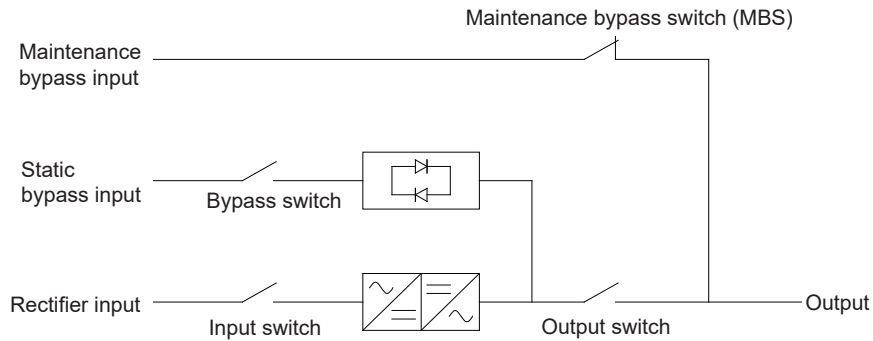 Maintenance bypass switch (MBS)
Maintenance
bypass input
Static
bypass input
Bypass switch
Rectifier input
Input switch
Output switch
Output